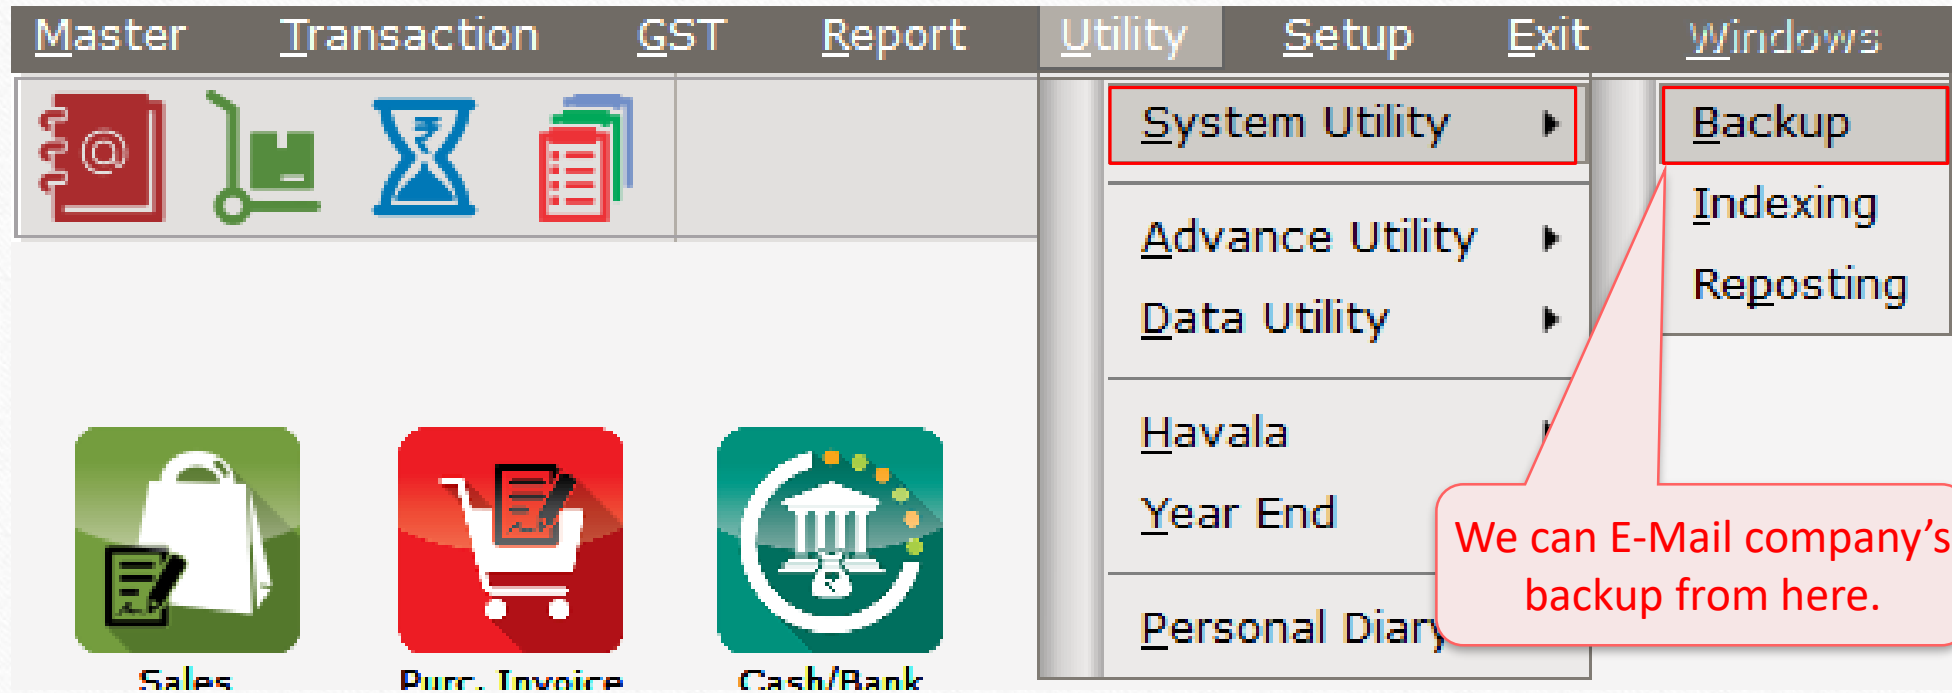 Master Transaction GST Report Utility Setup Exit Windows
@
System Utility
Advance Utility
Data Utility
Havala
Year End
Personal Diary
Backup
Indexing
Reposting
We can E-Mail company’s
backup from here.
Sales
Purc. Invoice
Cash/Bank